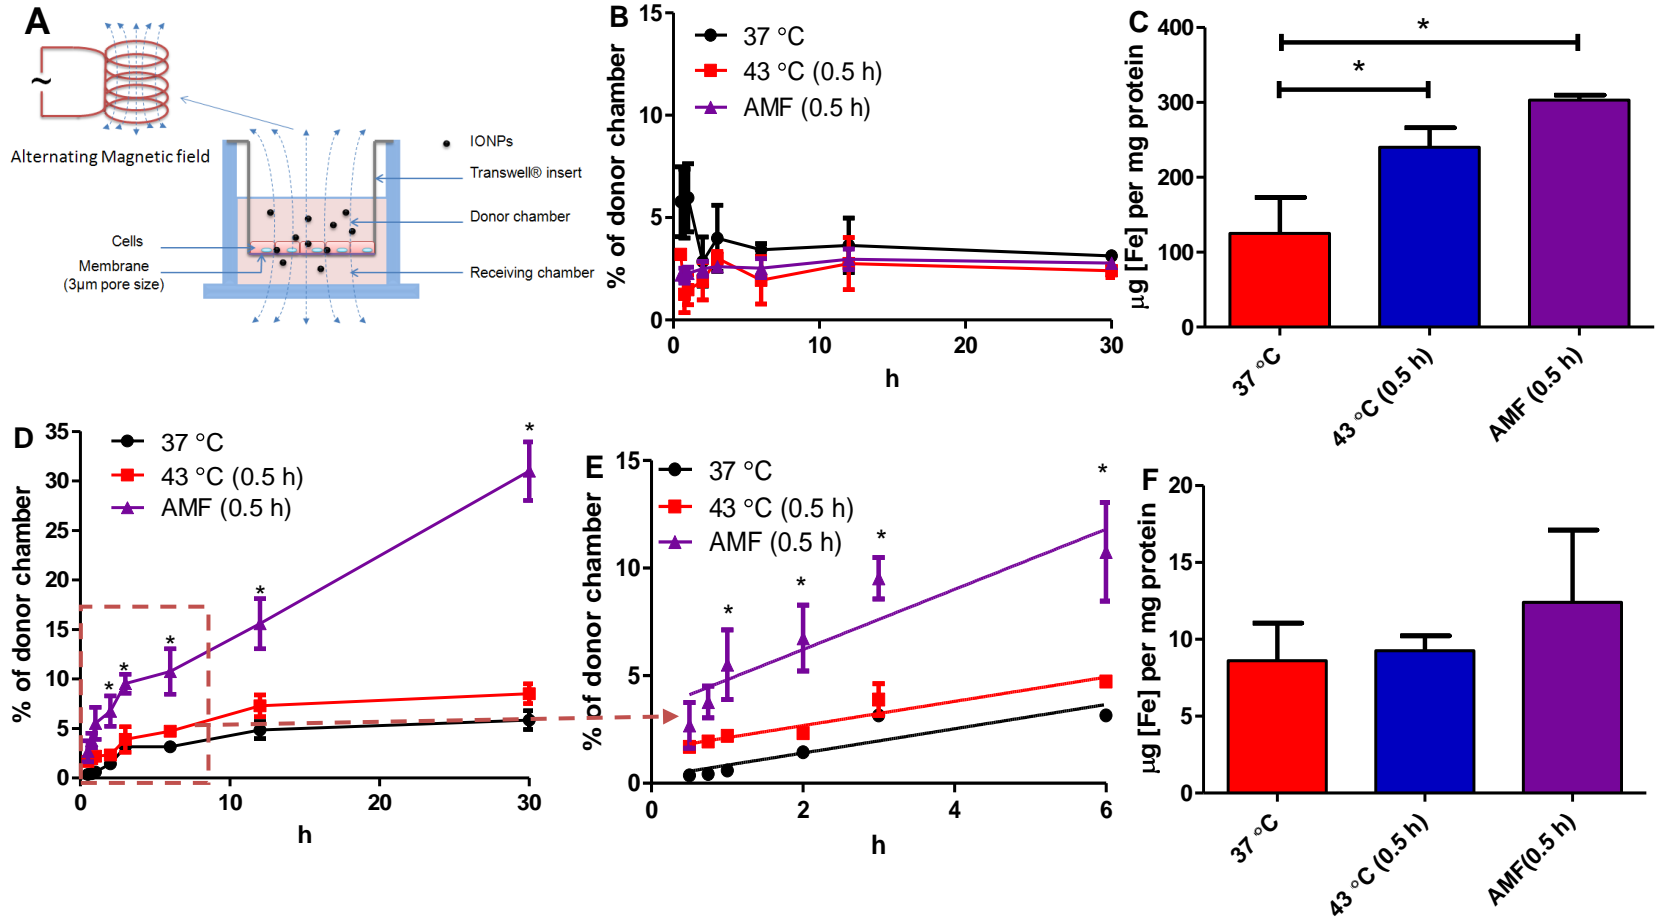 A
~
Alternating Magnetic field
IONPs
Transwell® insert
Donor chamber
Cells
Membrane
(3μm pore size)
Receiving chamber
B
% of donor chamber
15
10
5
0
37 °C
43 °C (0.5 h)
AMF (0.5 h)
0 10 20 30
h
C
μg [Fe] per mg protein
400
300
200
100
0
*
*
37 °C
43 °C (0.5 h)
AMF (0.5 h)
D
% of donor chamber
35
30
25
20
15
10
5
0
37 °C
43 °C (0.5 h)
AMF (0.5 h)
*
*
*
*
*
0 10 20 30
h
E
% of donor chamber
15
10
5
0
37 °C
43 °C (0.5 h)
AMF (0.5 h)
*
*
*
*
0 2 4 6
h
F
μg [Fe] per mg protein
20
15
10
5
0
37 °C
43 °C (0.5 h)
AMF(0.5 h)